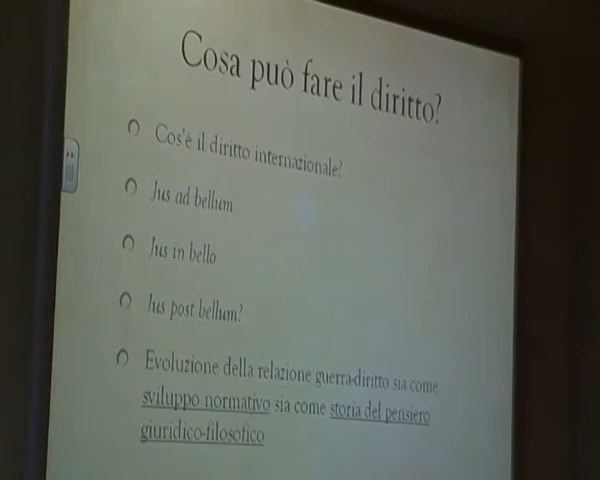 Cosa può fare il diritto?
Cos'è il diritto internazionale?
Jus ad bellum
Jus in bello
Jus post bellum?
Evoluzione della relazione guerra-diritto sia come
sviluppo normativo sia come storia del pensiero
giuridico-filosofico